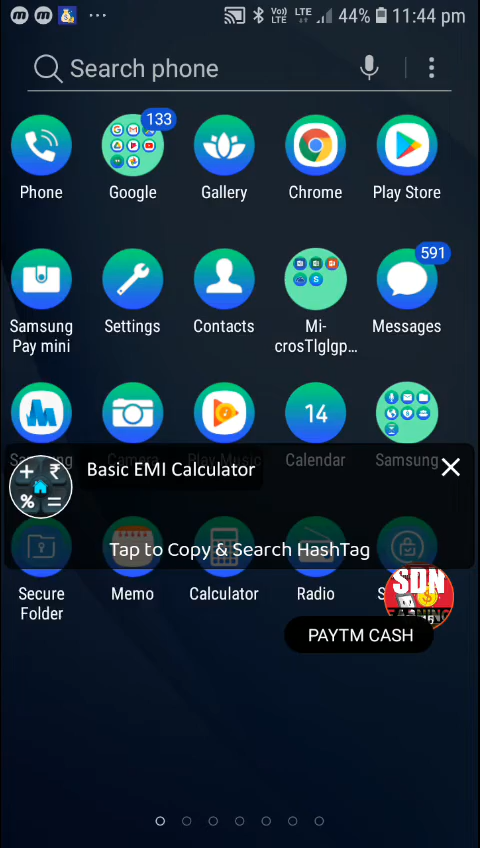 Vo)) LTE LTE 44% 11:44 pm
Search phone
133
Phone Google Gallery Chrome Play Store
591
Samsung Pay mini
Settings Contacts
Mi-
crosTlglgp...
Messages
14
Samsung Camera Play Music Calendar Samsung
Basic EMI Calculator
Tap to Copy & Search HashTag
Secure
Folder
Memo Calculator Radio
SDN
EARNING
PAYTM CASH